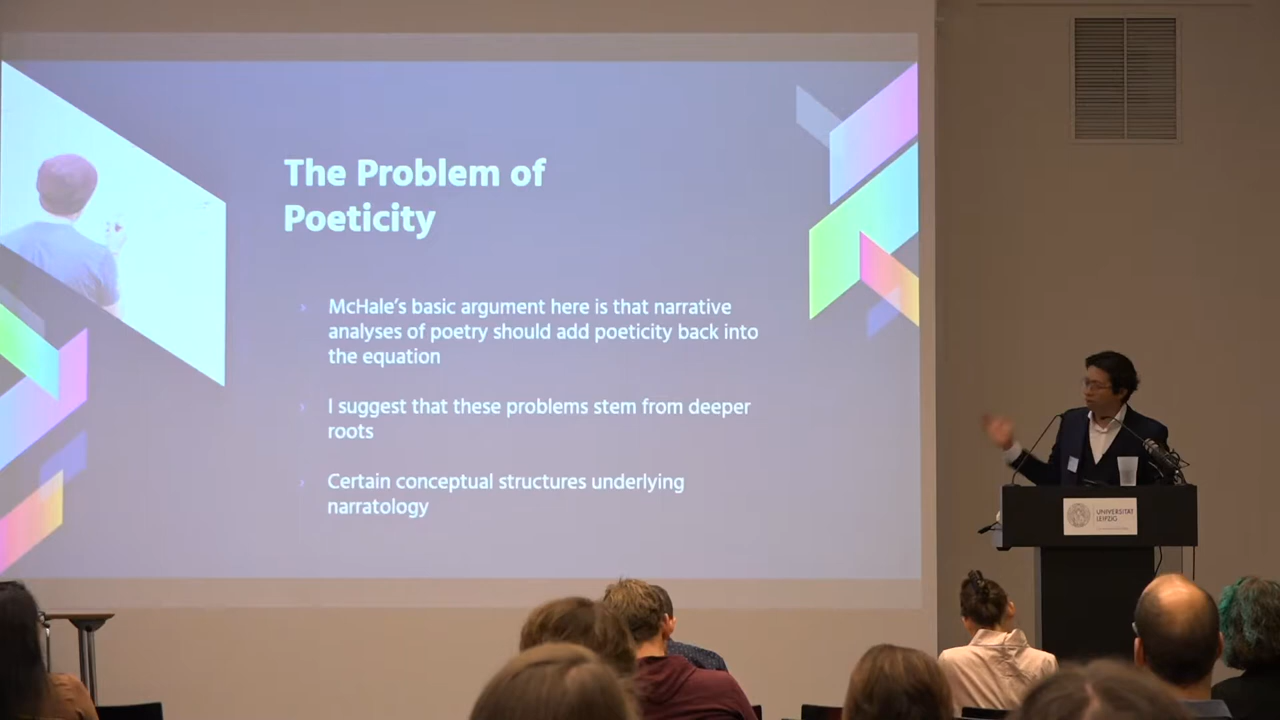 The Problem of
Poeticity
McHale's basic argument here is that narrative
analyses of poetry should add poeticity back into
the equation
I suggest that these problems stem from deeper
roots
Certain conceptual structures underlying
narratology
UNIVERSITÄT
LEIPZIG